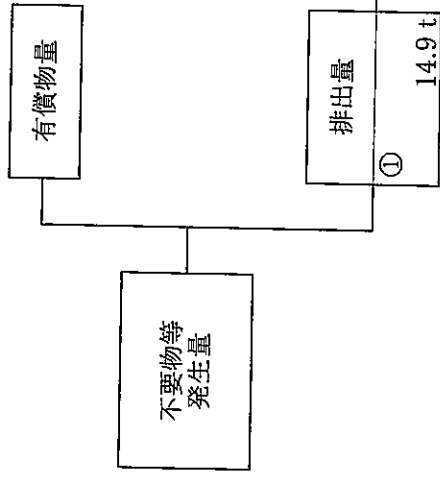 有償物量
不要物等
発生量
排出量
①
14.9 t